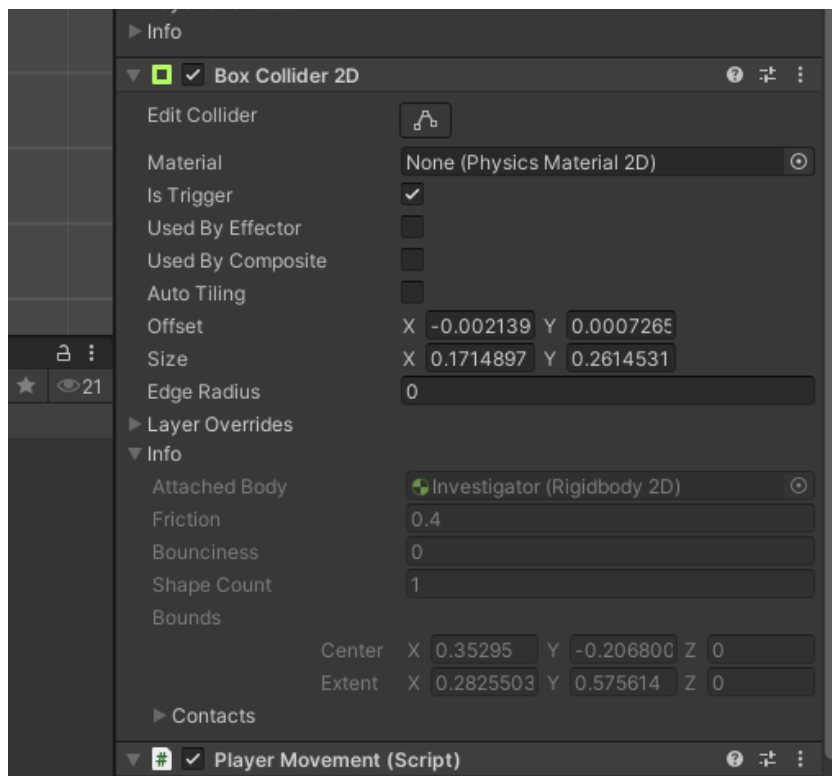 Info
Box Collider 2D
Edit Collider
Material None (Physics Material 2D)
Is Trigger
Used By Effector
Used By Composite
Auto Tiling
Offset X -0.002139 Y 0.0007265
Size X 0.1714897 Y 0.2614531
21
Edge Radius 0
Layer Overrides
Info
Attached Body Investigator (Rigidbody 2D)
Friction 0.4
Bounciness 0
Shape Count 1
Bounds
Center X 0.35295 Y -0.206800 Z 0
Extent X 0.2825503 Y 0.575614 Z 0
Contacts
# Player Movement (Script)